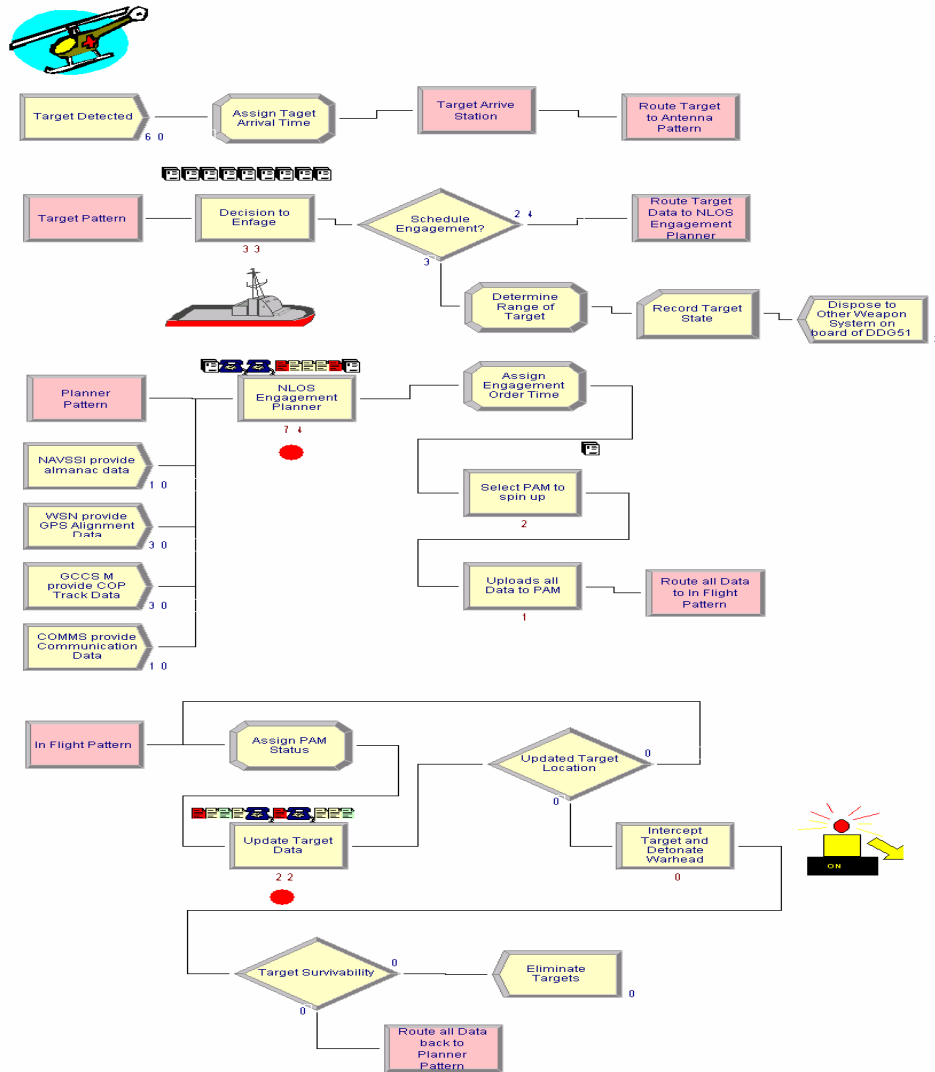 Target Detected
6 0
Assign Taget
Arrival Time
Target Arrive
Station
Route Target
to Antenna
Pattern
Target Pattern
Decision to
Enfage
3 3
Schedule
Engagement?
2 4
3
Route Target
Data to NLOS
Engagement
Planner
Determine
Range of
Target
Record Target
State
Dispose to
Other Weapon
System on
board of DDG51
Planner
Pattern
NLOS
Engagement
Planner
7 4
Assign
Engagement
Order Time
NAVSSI provide
almanac data
1 0
WSN provide
GPS Alignment
Data
3 0
GCCS M
provide COP
Track Data
3 0
COMMS provide
Communication
Data
1 0
Select PAM to
spin up
2
Uploads all
Data to PAM
1
Route all Data
to In Flight
Pattern
In Flight Pattern
Assign PAM
Status
Updated Target
Location
0
0
Update Target
Data
2 2
Intercept
Target and
Detonate
Warhead
0
ON
Target Survivability
0
0
Eliminate
Targets
0
Route all Data
back to
Planner
Pattern